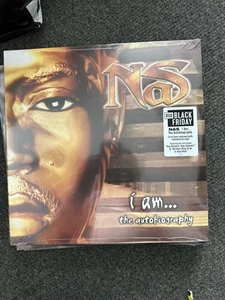 NaS
BLACK
FRIDAY
NAS I Am
The Autobiography
i am...
the autobiography